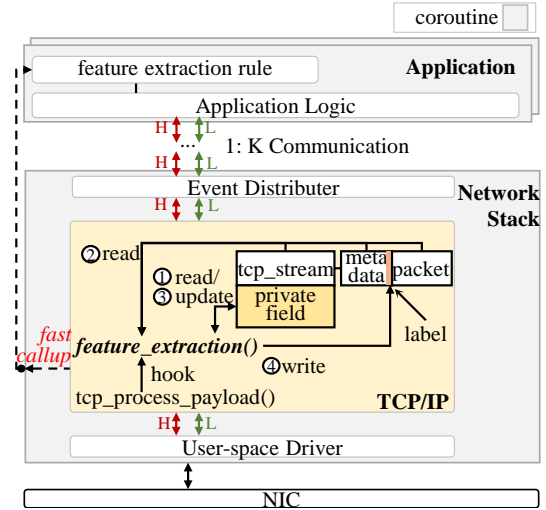 coroutine
feature extraction rule
Application
Application Logic
H L
... 1: K Communication
H L
Event Distributer
Network
Stack
H L
② read
① read/
③ update
tcp_stream
private
field
meta
data
packet
label
fast
callup
feature_extraction()
④ write
hook
tcp_process_payload()
TCP/IP
H L
User-space Driver
NIC